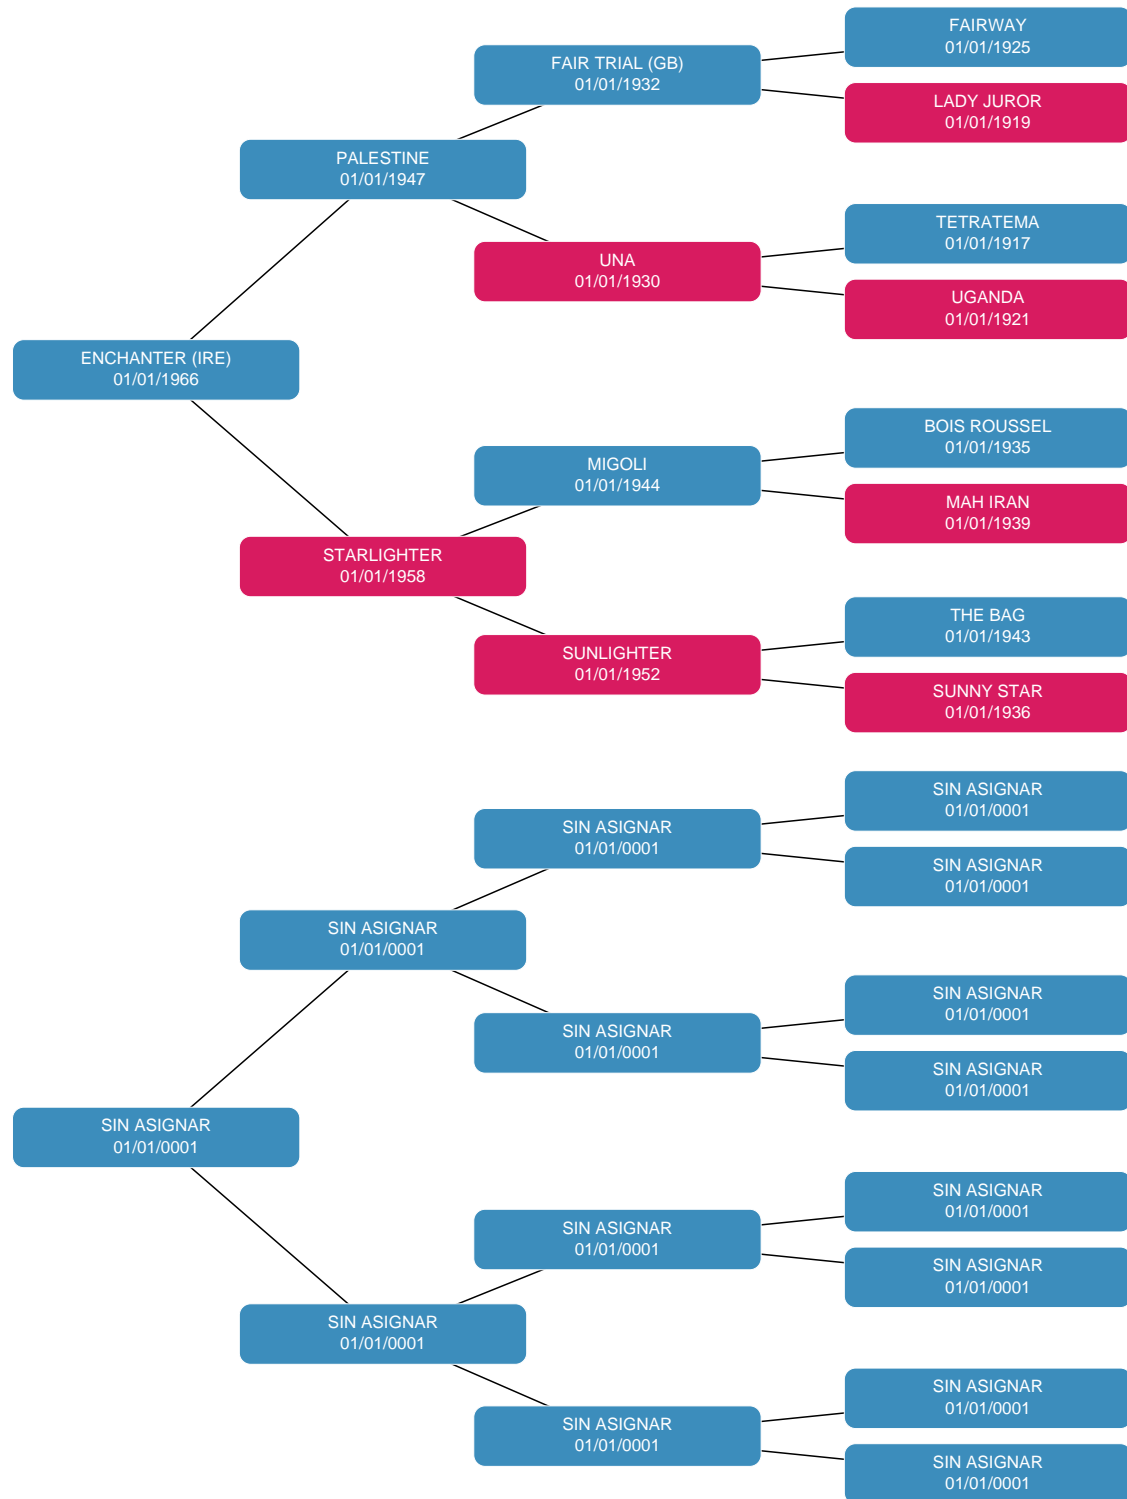 FAIRWAY
01/01/1925
FAIR TRIAL (GB)
01/01/1932
LADY JUROR
01/01/1919
PALESTINE
01/01/1947
TETRATEMA
01/01/1917
UNA
01/01/1930
UGANDA
01/01/1921
ENCHANTER (IRE)
01/01/1966
BOIS ROUSSEL
01/01/1935
MIGOLI
01/01/1944
MAH IRAN
01/01/1939
STARLIGHTER
01/01/1958
THE BAG
01/01/1943
SUNLIGHTER
01/01/1952
SUNNY STAR
01/01/1936
SIN ASIGNAR
01/01/0001
SIN ASIGNAR
01/01/0001
SIN ASIGNAR
01/01/0001
SIN ASIGNAR
01/01/0001
SIN ASIGNAR
01/01/0001
SIN ASIGNAR
01/01/0001
SIN ASIGNAR
01/01/0001
SIN ASIGNAR
01/01/0001
SIN ASIGNAR
01/01/0001
SIN ASIGNAR
01/01/0001
SIN ASIGNAR
01/01/0001
SIN ASIGNAR
01/01/0001
SIN ASIGNAR
01/01/0001
SIN ASIGNAR
01/01/0001
SIN ASIGNAR
01/01/0001